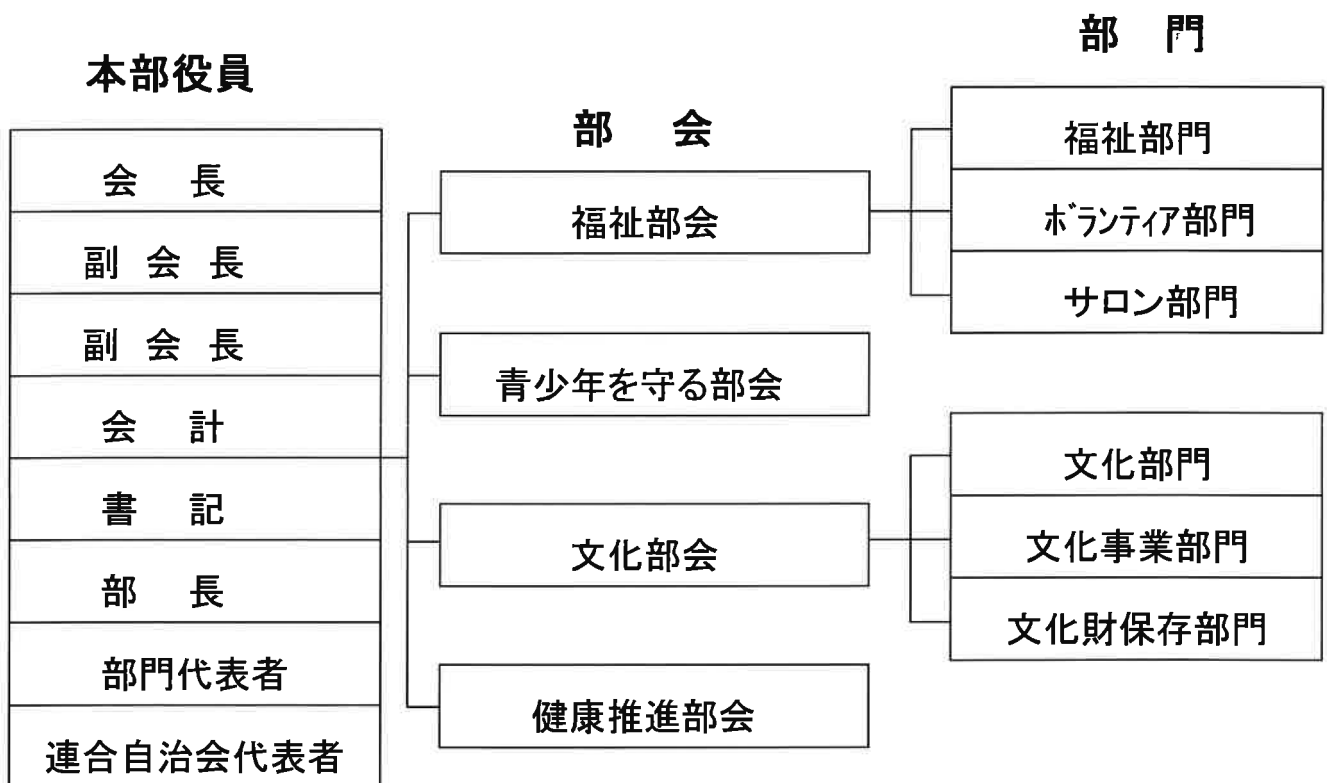 本部役員
会 長
副 会 長
副 会 長
会 計
書 記
部 長
部門代表者
連合自治会代表者
部 会
福祉部会
青少年を守る部会
文化部会
健康推進部会
部 門
福祉部門
ボランティア部門
サロン部門
文化部門
文化事業部門
文化財保存部門